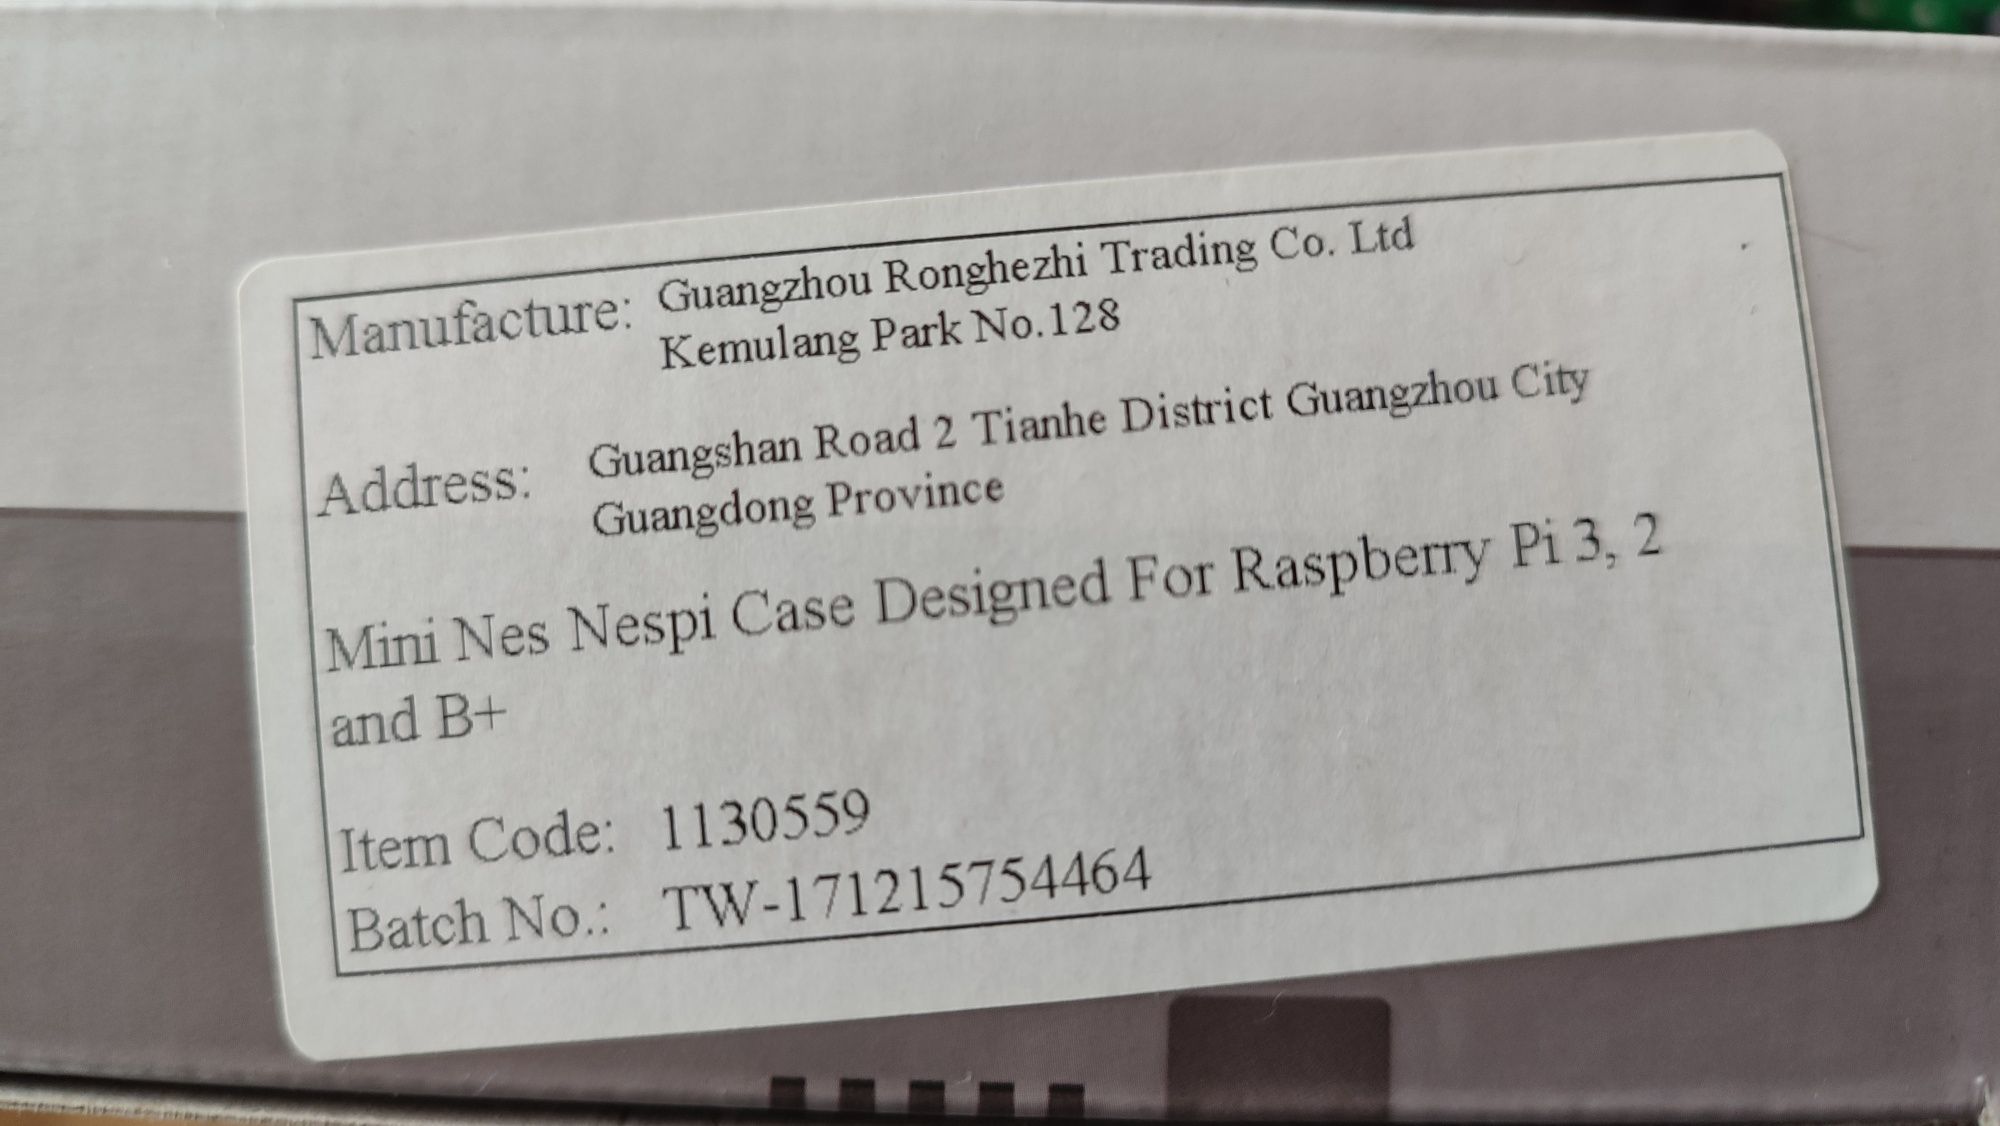 Manufacture: Guangzhou Ronghezhi Trading Co. Ltd
Kemulang Park No.128
Address: Guangshan Road 2 Tianhe District Guangzhou City
Guangdong Province
Mini Nes Nespi Case Designed For Raspberry Pi 3, 2
and B+
Item Code: 1130559
Batch No.: TW-171215754464